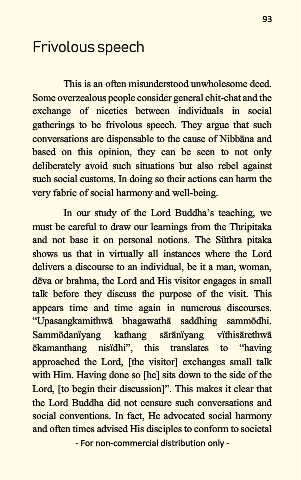 93
Frivolous speech
This is an often misunderstood unwholesome deed.
Some overzealous people consider general chit-chat and the
exchange of niceties between individuals in social
gatherings to be frivolous speech. They argue that such
conversations are dispensable to the cause of Nibbāna and
based on this opinion, they can be seen to not only
deliberately avoid such situations but also rebel against
such social customs. In doing so their actions can harm the
very fabric of social harmony and well-being.
In our study of the Lord Buddha's teaching, we
must be careful to draw our learnings from the Thripitaka
and not base it on personal notions. The Sūthra pitaka
shows us that in virtually all instances where the Lord
delivers a discourse to an individual, be it a man, woman,
dēva or brahma, the Lord and His visitor engages in small
talk before they discuss the purpose of the visit. This
appears time and time again in numerous discourses.
“Upasangkamithwā bhagawathā saddhing sammōdhi.
Sammōdanīyang kathang sārānīyang vīthisārethwā
ēkamanthang nisīdhi”, this translates to “having
approached the Lord, [the visitor] exchanges small talk
with Him. Having done so [he] sits down to the side of the
Lord, [to begin their discussion]”. This makes it clear that
the Lord Buddha did not censure such conversations and
social conventions. In fact, He advocated social harmony
and often times advised His disciples to conform to societal
- For non-commercial distribution only -